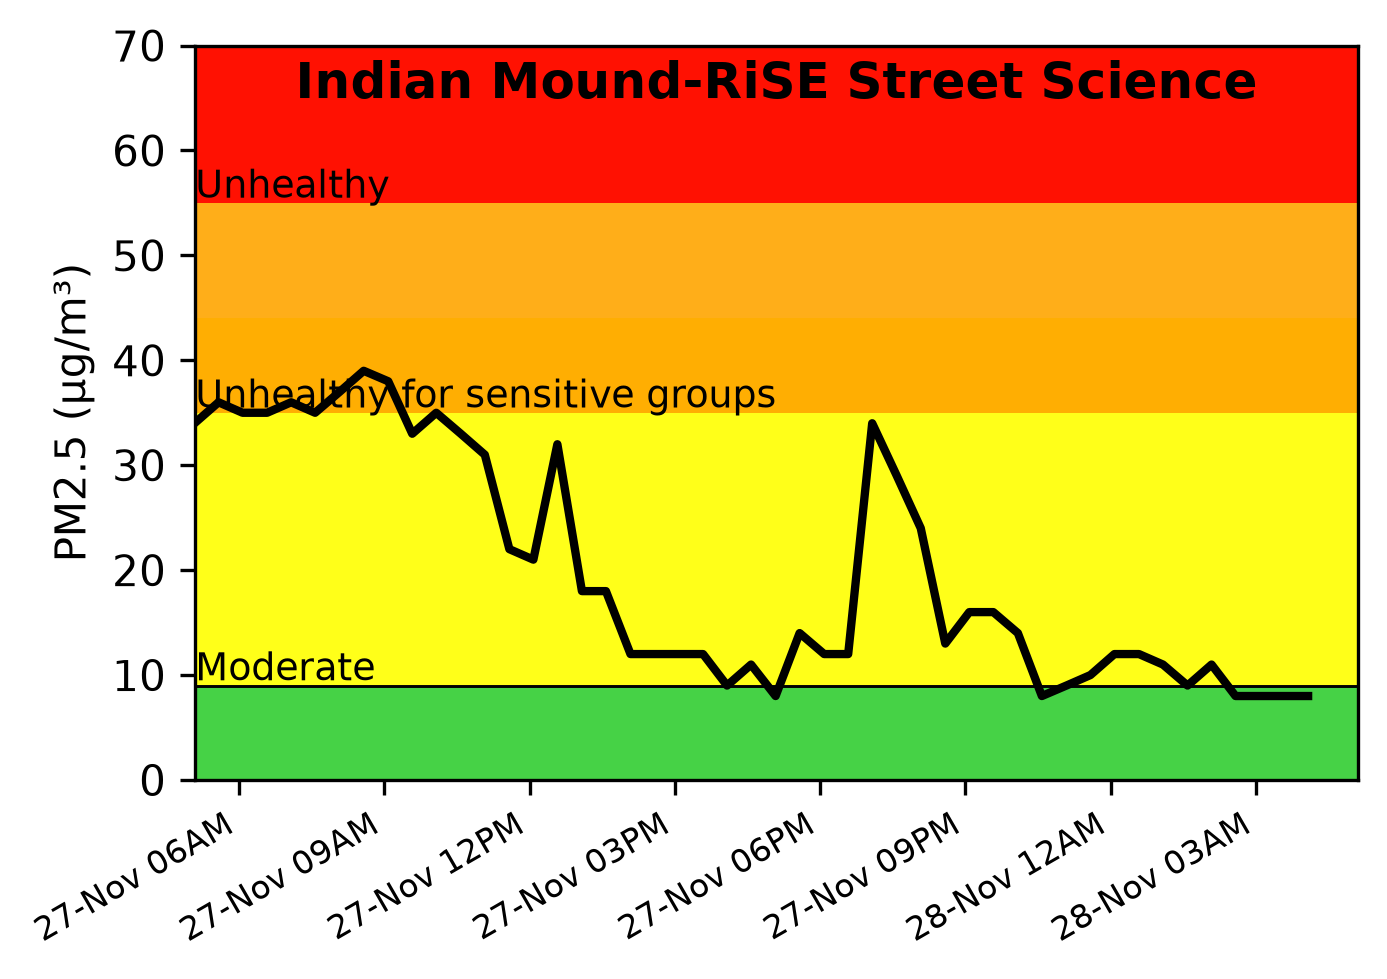 Indian Mound-RiSE Street Science
70
60
50
40
30
20
10
0
PM2.5 (µg/m³)
Unhealthy
Unhealthy for sensitive groups
Moderate
27-Nov 06AM
27-Nov 09AM
27-Nov 12PM
27-Nov 03PM
27-Nov 06PM
27-Nov 09PM
28-Nov 12AM
28-Nov 03AM